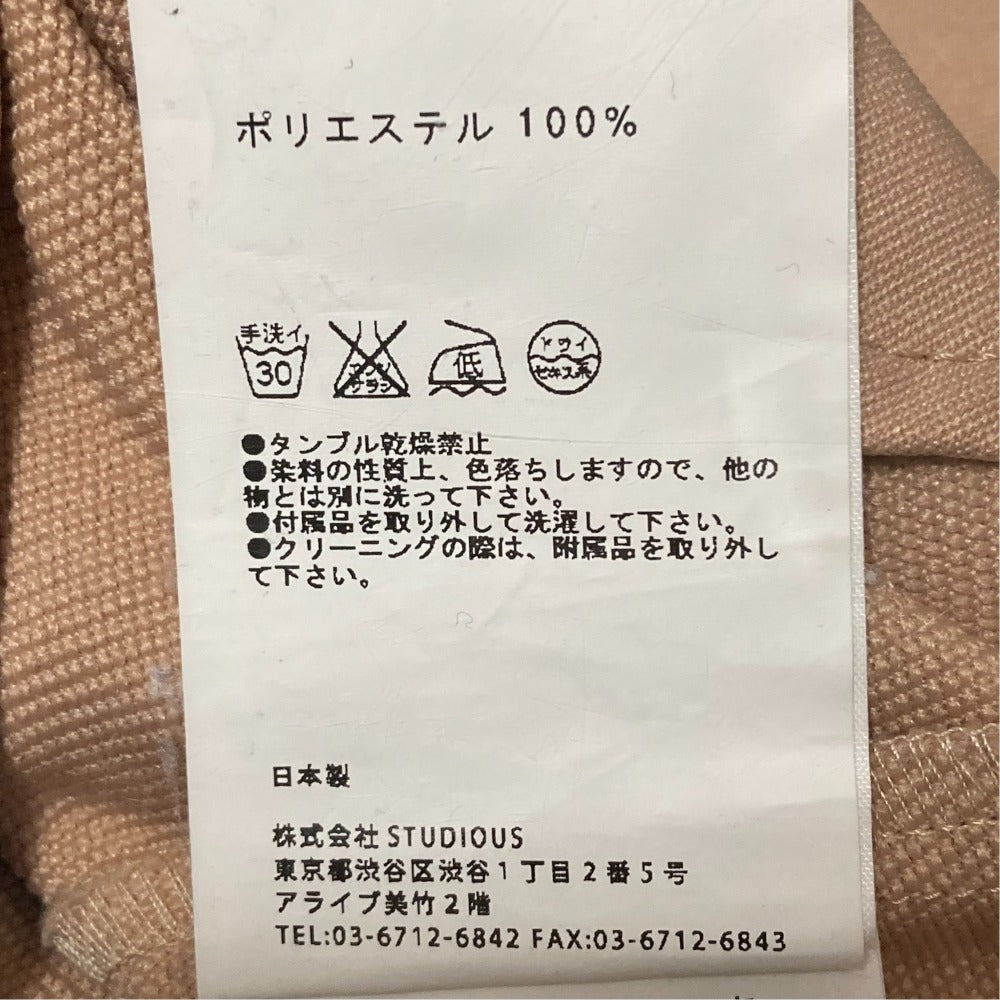 ポリエステル 100%
手洗イ
30
エンソ
サラシ
低
ドライ
セキユ系
●タンブル乾燥禁止
●染料の性質上、色落ちしますので、他の
物とは別に洗って下さい。
●付属品を取り外して洗濯して下さい。
●クリーニングの際は、附属品を取り外し
て下さい。
日本製
株式会社 STUDIOUS
東京都渋谷区渋谷1丁目2番5号
アライブ美竹2階
TEL:03-6712-6842 FAX:03-6712-6843